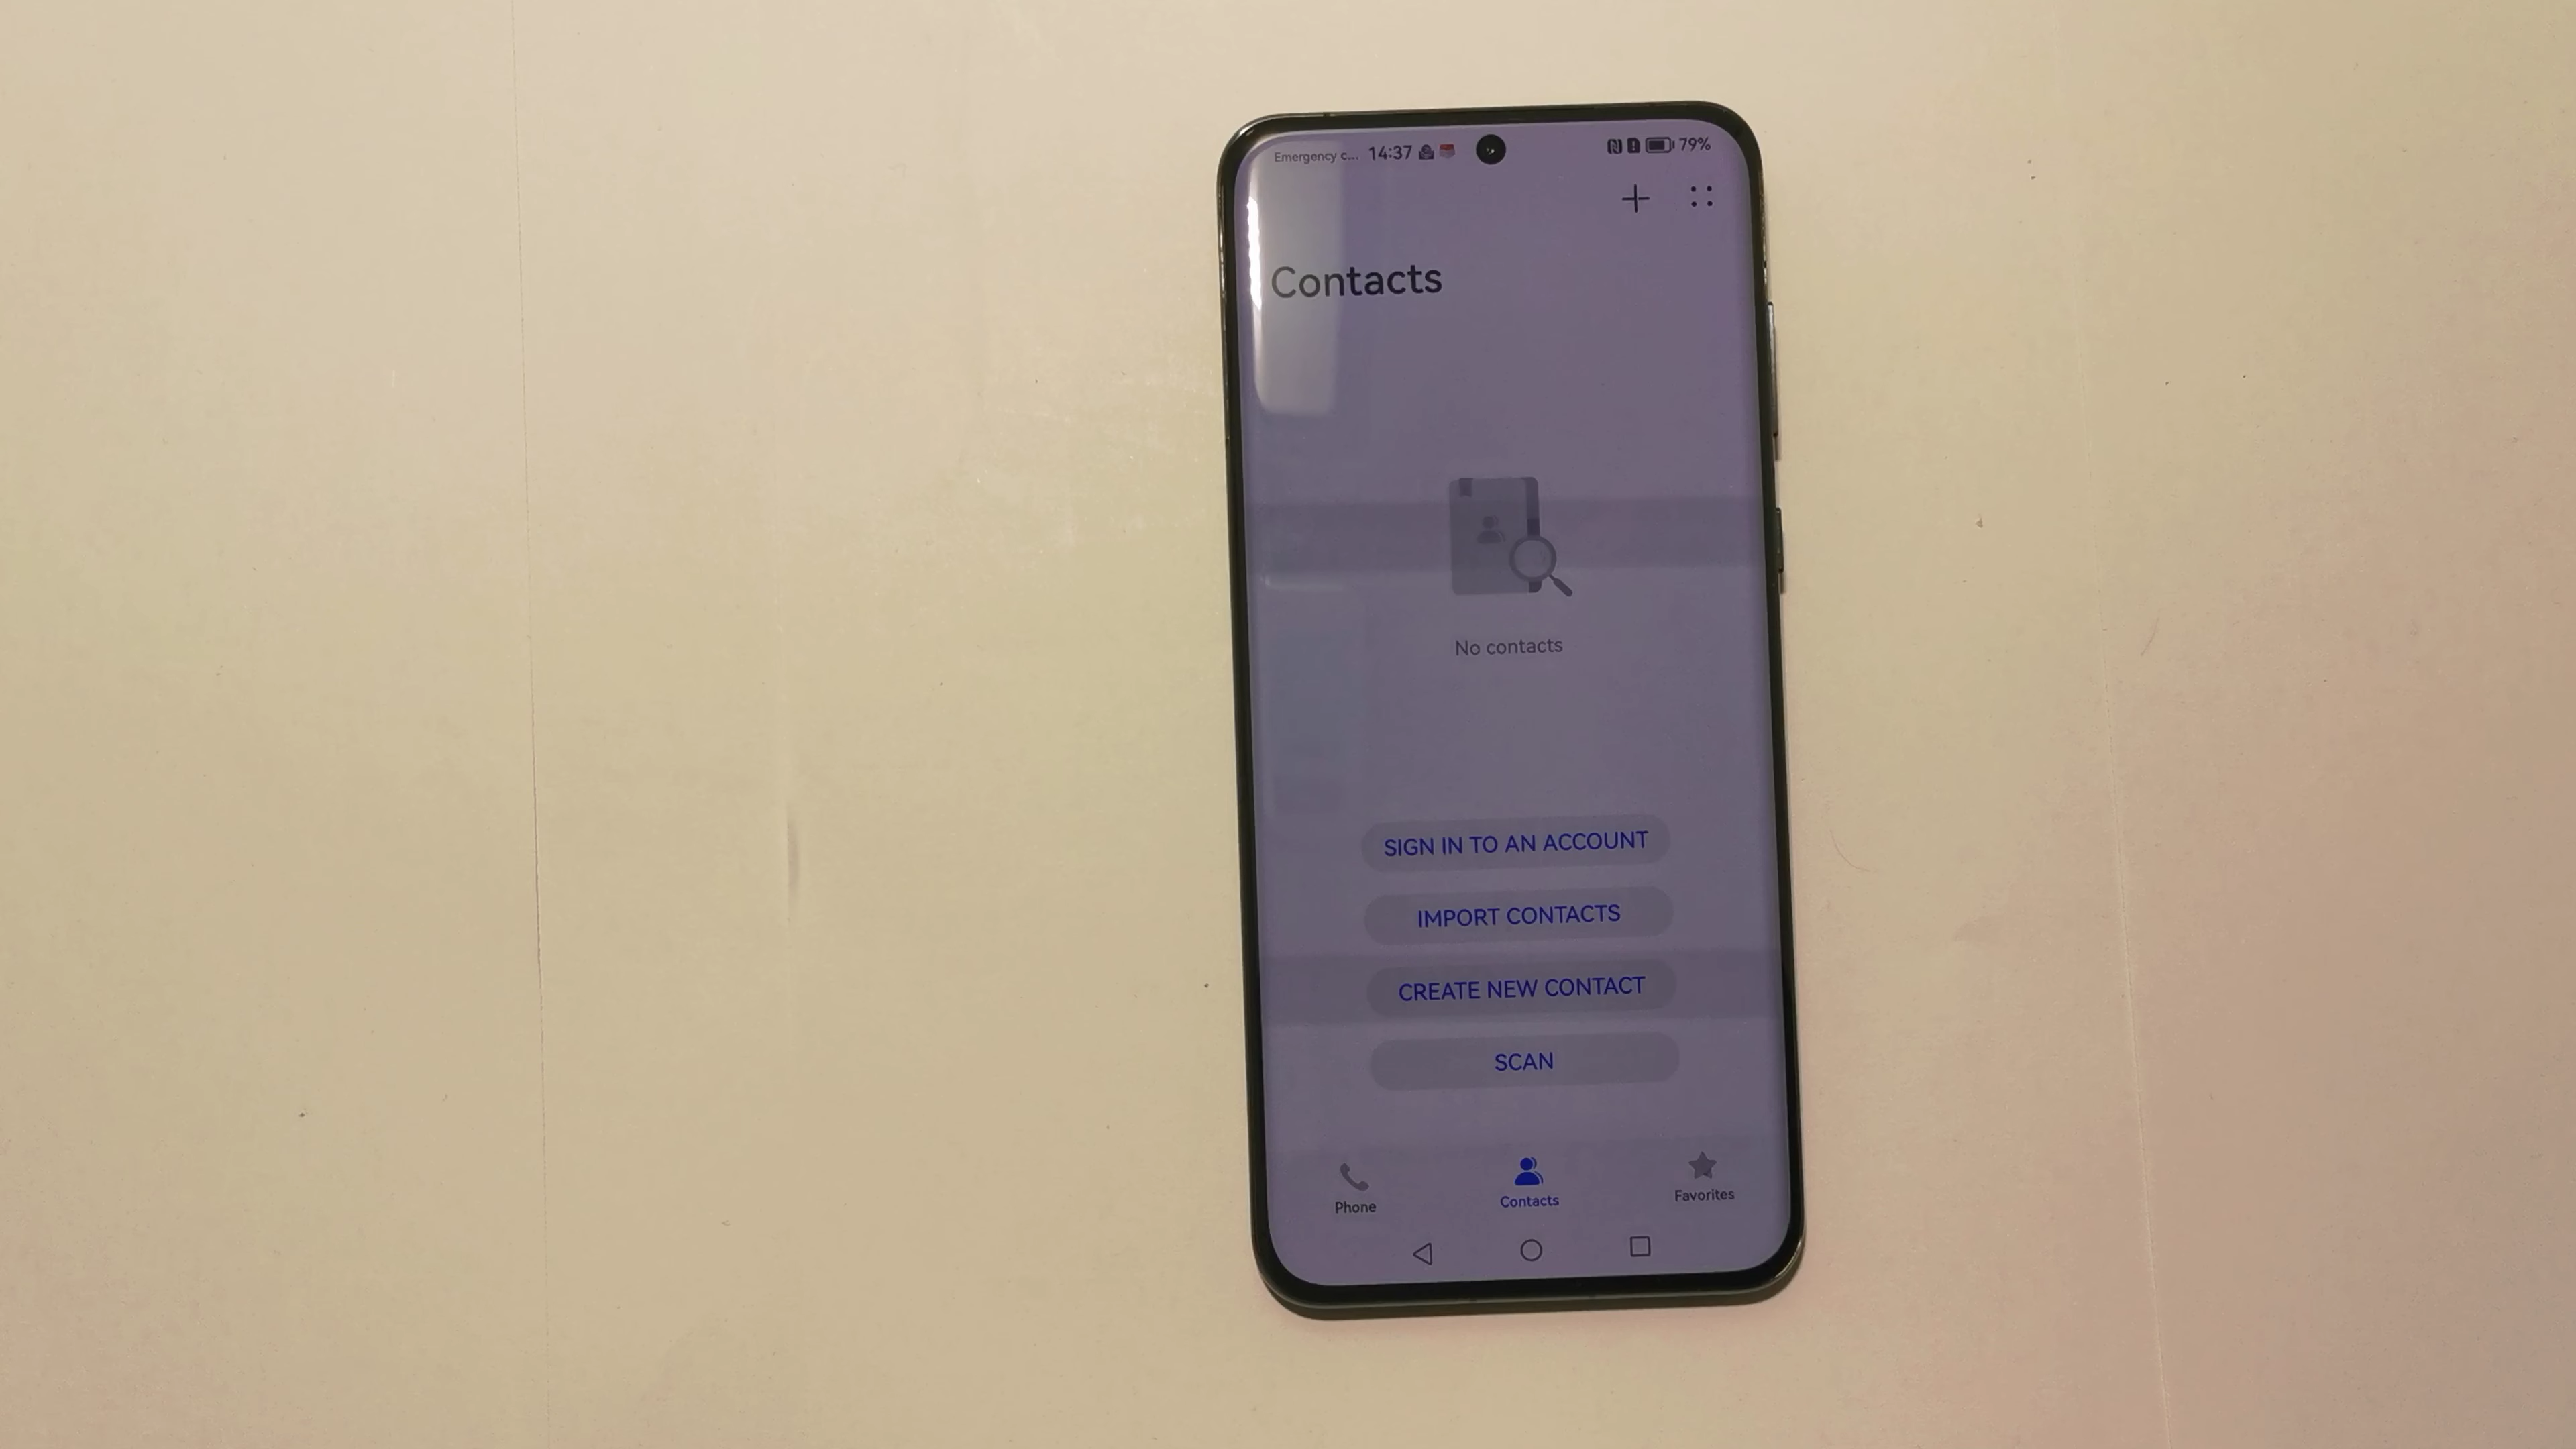 Emergency c... 14:37 79%
Contacts
No contacts
SIGN IN TO AN ACCOUNT
IMPORT CONTACTS
CREATE NEW CONTACT
SCAN
Phone Contacts Favorites